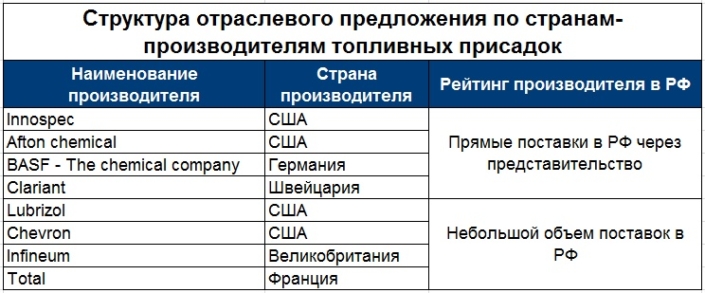 Структура отраслевого предложения по странам-
производителям топливных присадок
Наименование производителя
Страна производителя
Рейтинг производителя в РФ
Innospec
США
Afton chemical
США
BASF - The chemical company
Германия
Clariant
Швейцария
Прямые поставки в РФ через
представительство
Lubrizol
США
Chevron
США
Infineum
Великобритания
Total
Франция
Небольшой объем поставок в
РФ